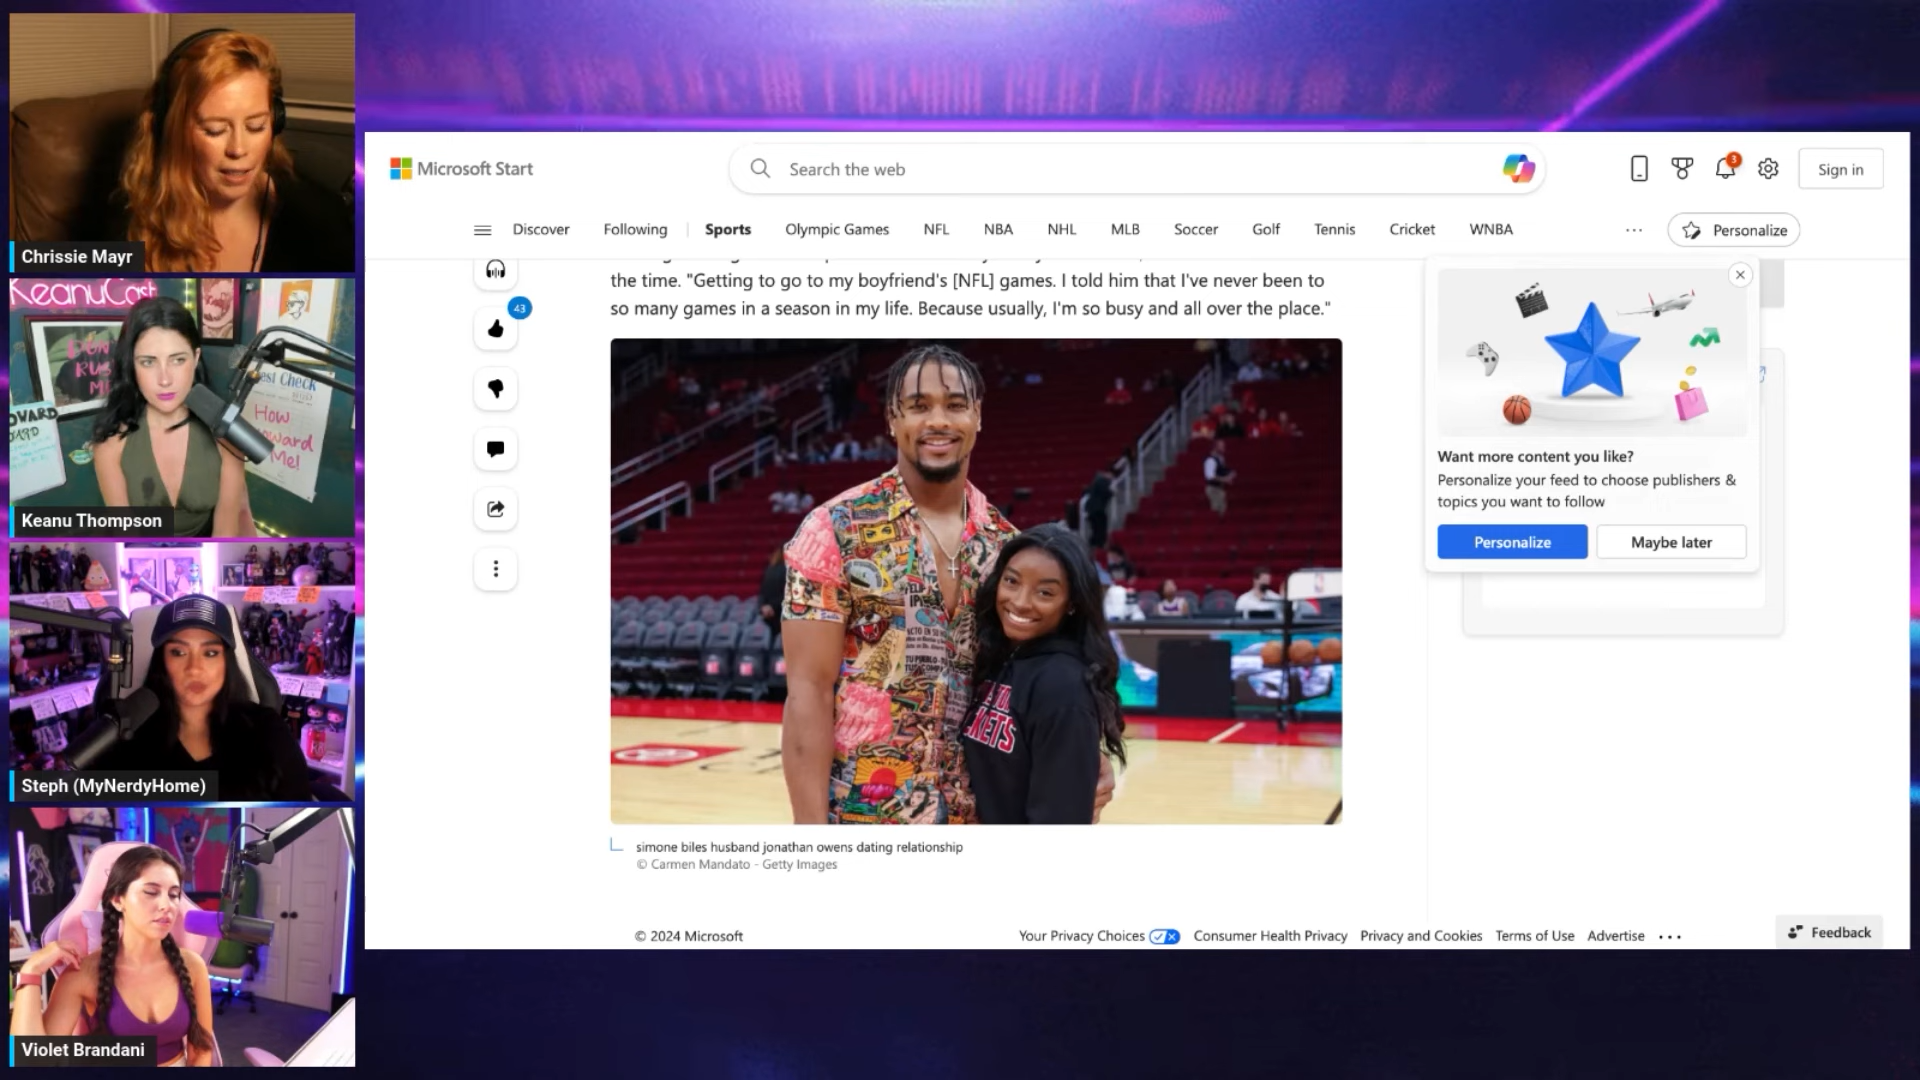 Chrissie Mayr
KeanuCast
DON'T
How
Howard
Me!
Keanu Thompson
Steph (MyNerdyHome)
Violet Brandani
Microsoft Start
Search the web
3
Sign in
Discover
Following
Sports
Olympic Games
NFL
NBA
NHL
MLB
Soccer
Golf
Tennis
Cricket
WNBA
Personalize
43
the time. "Getting to go to my boyfriend's [NFL] games. I told him that I've never been to
so many games in a season in my life. Because usually, I'm so busy and all over the place."
Want more content you like?
Personalize your feed to choose publishers &
topics you want to follow
Personalize
Maybe later
simone biles husband jonathan owens dating relationship
© Carmen Mandato - Getty Images
© 2024 Microsoft
Your Privacy Choices
Consumer Health Privacy
Privacy and Cookies
Terms of Use
Advertise
Feedback